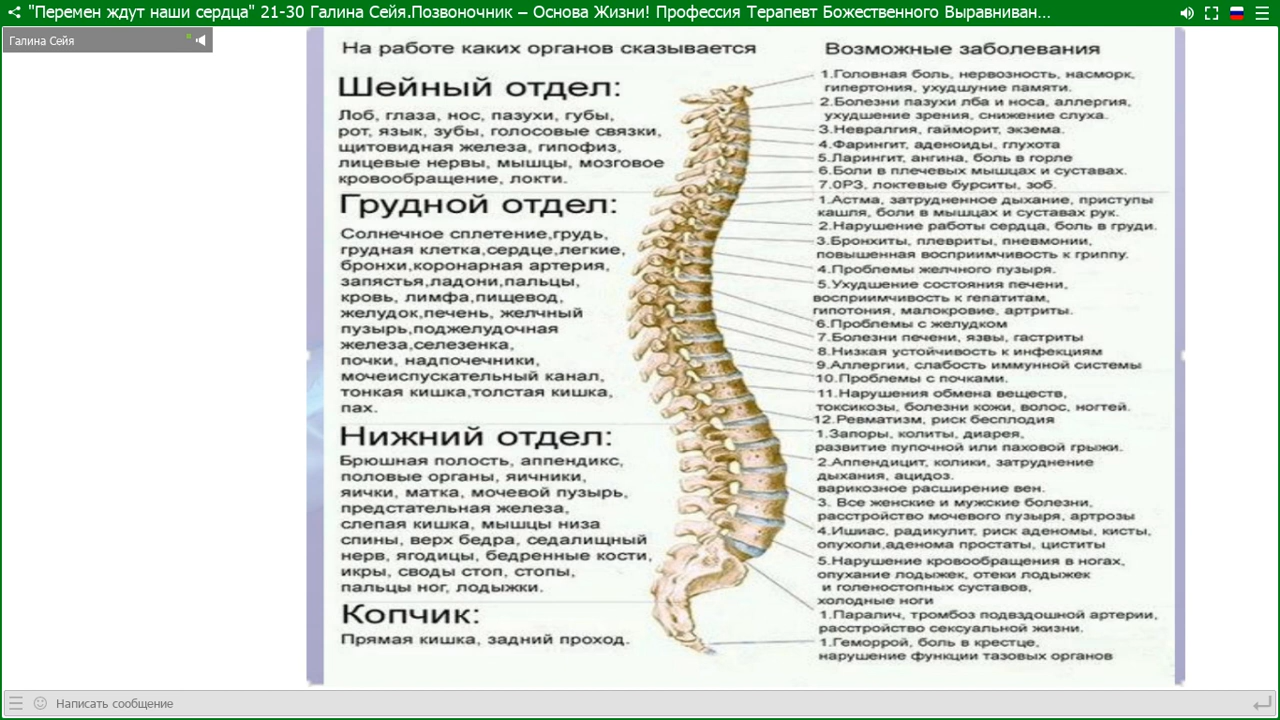 "Перемен ждут наши сердца" 21-30 Галина Сейя.Позвоночник – Основа Жизни! Профессия Терапевт Божественного Выравниван...
Галина Сейя
На работе каких органов сказывается
Шейный отдел:
Лоб, глаза, нос, пазухи, губы,
рот, язык, зубы, голосовые связки,
щитовидная железа, гипофиз,
лицевые нервы, мышцы, мозговое
кровообращение, локти.
Грудной отдел:
Солнечное сплетение,грудь,
грудная клетка,сердце,легкие,
бронхи,коронарная артерия,
запястья,ладони,пальцы,
кровь, лимфа,пищевод,
желудок,печень, желчный
пузырь,поджелудочная
железа,селезенка,
почки, надпочечники,
мочеиспускательный канал,
тонкая кишка,толстая кишка,
пах.
Нижний отдел:
Брюшная полость, аппендикс,
половые органы, яичники,
яички, матка, мочевой пузырь,
предстательная железа,
слепая кишка, мышцы низа
спины, верх бедра, седалищный
нерв, ягодицы, бедренные кости,
икры, своды стоп, стопы,
пальцы ног, лодыжки.
Копчик:
Прямая кишка, задний проход.
Возможные заболевания
1.Головная боль, нервозность, насморк,
гипертония, ухудшуние памяти.
2.Болезни пазухи лба и носа, аллергия,
ухудшение зрения, снижение слуха.
3.Невралгия, гайморит, экзема.
4.Фарингит, аденоиды, глухота
5.Ларингит, ангина, боль в горле
6.Боли в плечевых мышцах и суставах.
7.0РЗ, локтевые бурситы, зоб.
1.Астма, затрудненное дыхание, приступы
кашля, боли в мышцах и суставах рук.
2.Нарушение работы сердца, боль в груди.
3.Бронхиты, плевриты, пневмонии,
повышенная восприимчивость к гриппу.
4.Проблемы желчного пузыря.
5.Ухудшение состояния печени,
восприимчивость к гепатитам,
гипотония, малокровие, артриты.
6.Проблемы с желудком
7.Болезни печени, язвы, гастриты
8.Низкая устойчивость к инфекциям
9.Аллергии, слабость иммунной системы
10.Проблемы с почками.
11.Нарушения обмена веществ,
токсикозы, болезни кожи, волос, ногтей.
12.Ревматизм, риск бесплодия
1.Запоры, колиты, диарея,
развитие пупочной или паховой грыжи.
2.Аппендицит, колики, затруднение
дыхания, ацидоз.
варикозное расширение вен.
3. Все женские и мужские болезни,
расстройство мочевого пузыря, артрозы
4.Ишиас, радикулит, риск аденомы, кисты,
опухоли,аденома простаты, циститы
5.Нарушение кровообращения в ногах,
опухание лодыжек, отеки лодыжек
и голеностопных суставов,
холодные ноги
1.Паралич, тромбоз подвздошной артерии,
расстройство сексуальной жизни.
1.Геморрой, боль в крестце,
нарушение функции тазовых органов
Написать сообщение